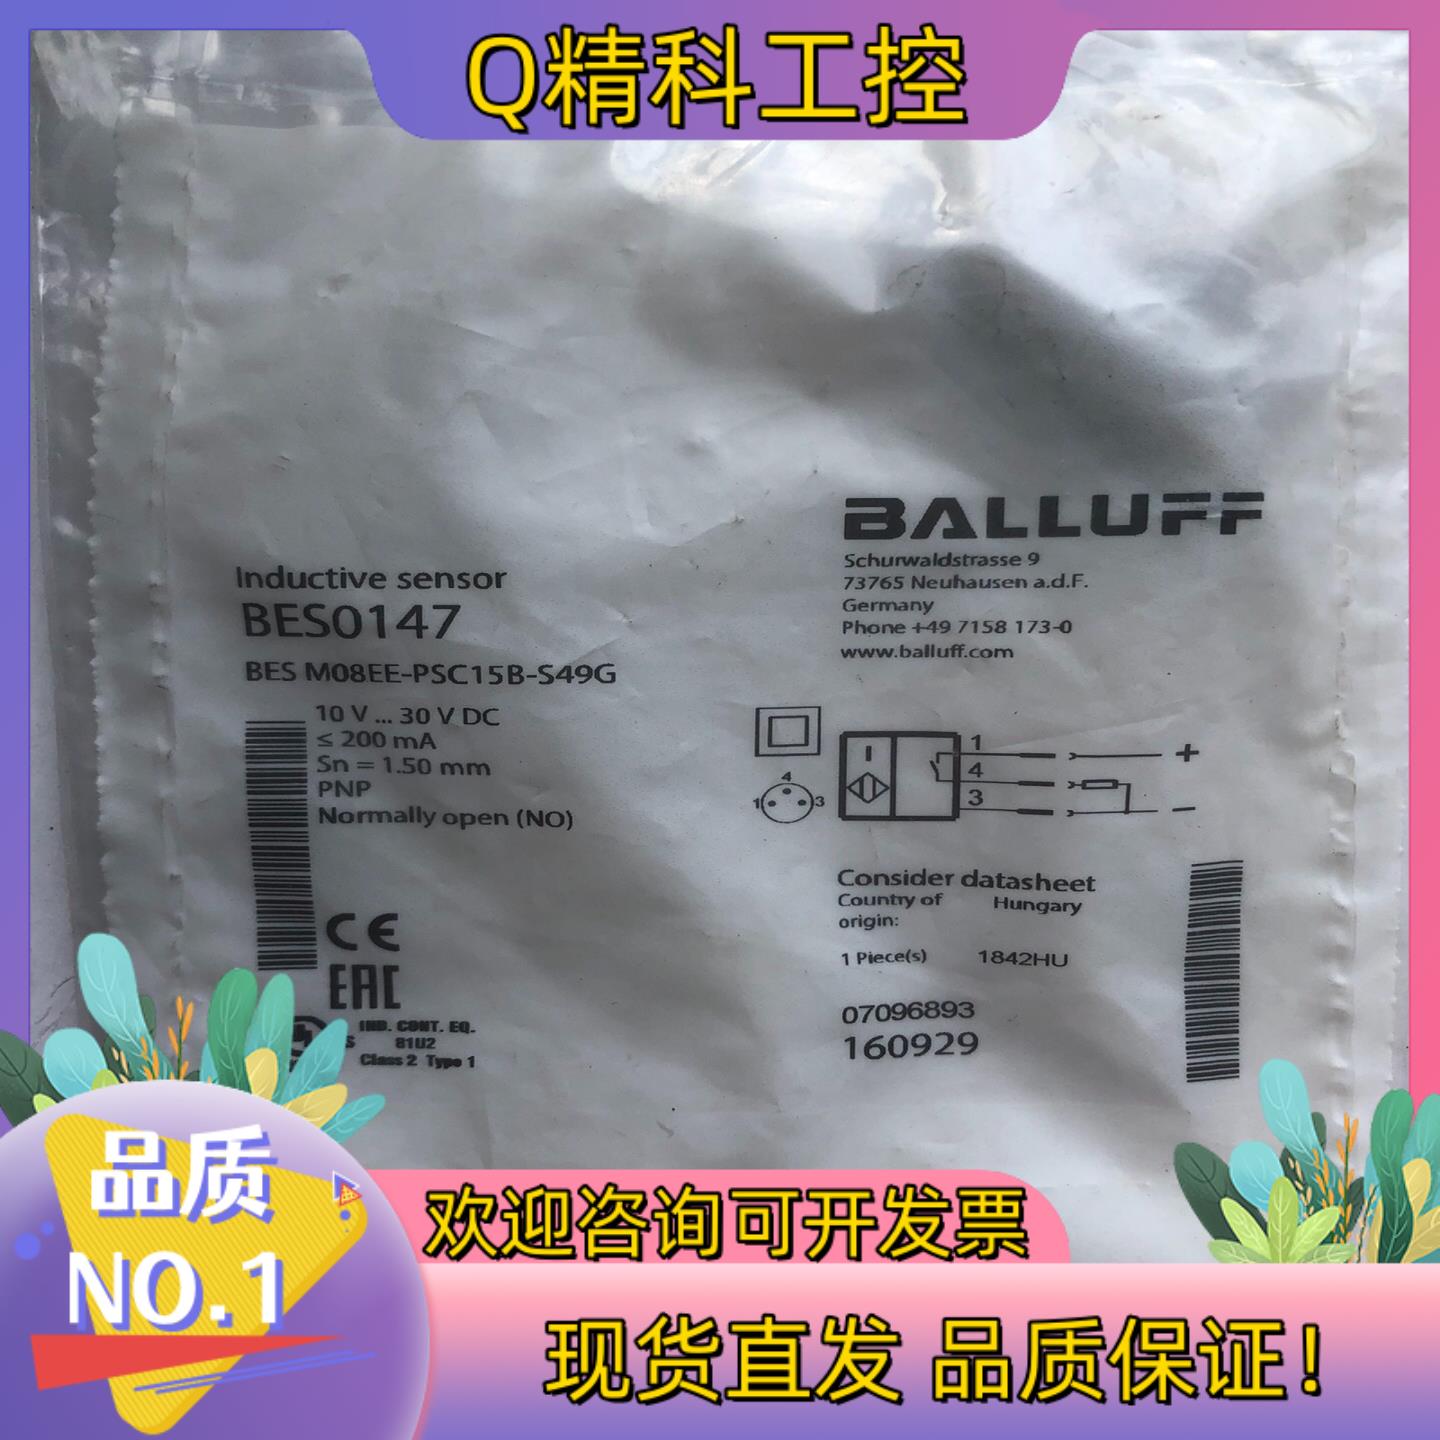 Q精科工控
BALLUFF
Schurwaldstrasse 9
73765 Neuhausen a.d.F.
Germany
Phone +49 7158 173-0
www.balluff.com
Inductive sensor
BES0147
BES M08EE-PSC15B-S49G
10 V ... 30 V DC
≤ 200 mA
Sn = 1.50 mm
PNP
Normally open (NO)
1
4
3
+
−
4
1
3
Consider datasheet
Country of origin: Hungary
1 Piece(s) 1842HU
07096893
160929
CE
EAC
UL
IND. CONT. EQ.
81U2
Class 2 Type 1
品质
NO.1
欢迎咨询可开发票
现货直发 品质保证！